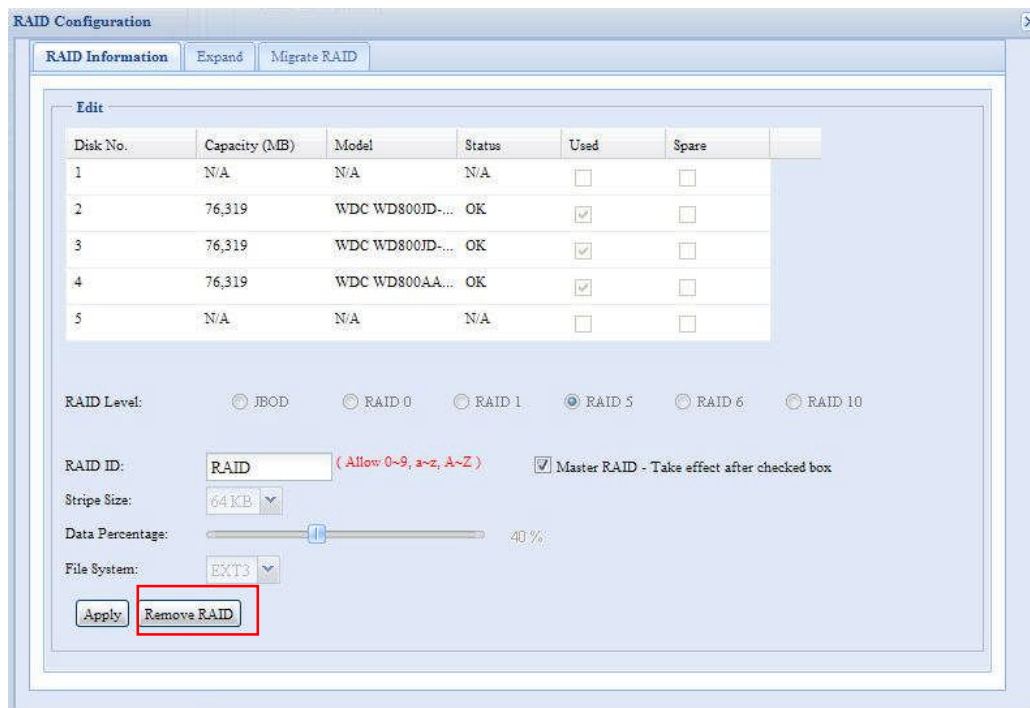 RAID Configuration
RAID Information Expand Migrate RAID
Edit
Disk No. Capacity (MB) Model Status Used Spare
1 N/A N/A N/A
2 76,319 WDC WD800JD-... OK
3 76,319 WDC WD800JD-... OK
4 76,319 WDC WD800AA... OK
5 N/A N/A N/A
RAID Level: JBOD RAID 0 RAID 1 RAID 5 RAID 6 RAID 10
RAID ID: RAID ( Allow 0~9, a~z, A~Z ) Master RAID - Take effect after checked box
Stripe Size: 64 KB
Data Percentage: 40 %
File System: EXT3
Apply Remove RAID